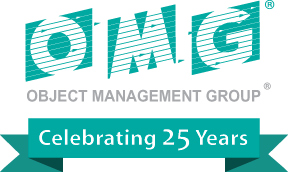 OMG®
OBJECT MANAGEMENT GROUP®
Celebrating 25 Years